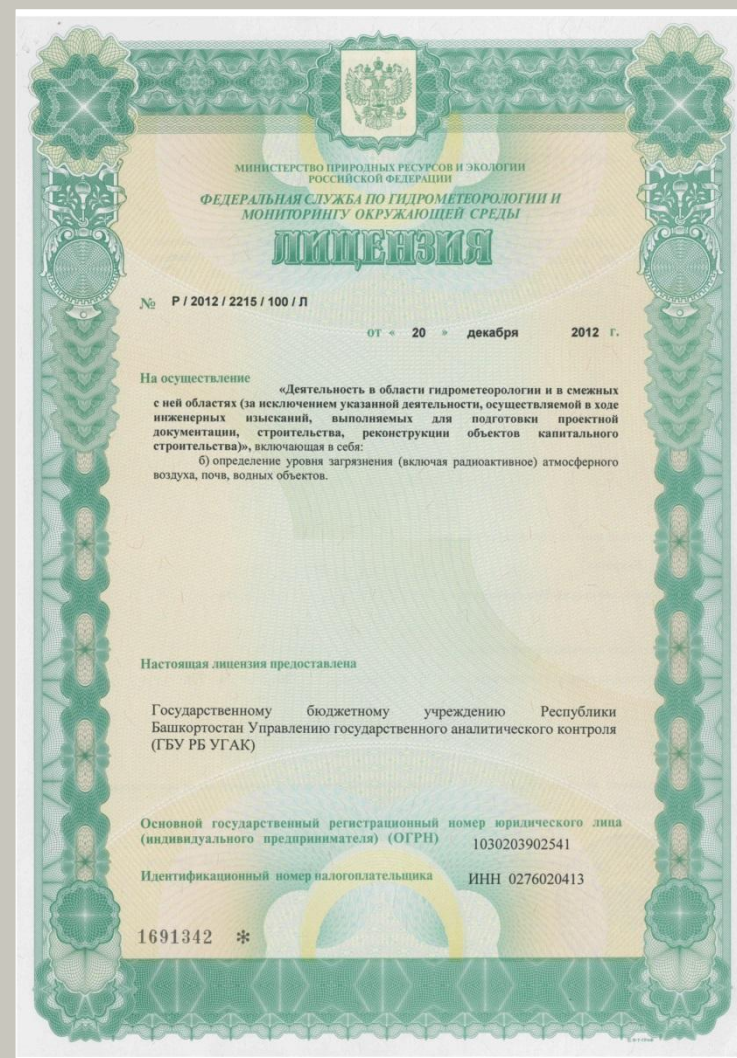 МИНИСТЕРСТВО ПРИРОДНЫХ РЕСУРСОВ И ЭКОЛОГИИ
РОССИЙСКОЙ ФЕДЕРАЦИИ
ФЕДЕРАЛЬНАЯ СЛУЖБА ПО ГИДРОМЕТЕОРОЛОГИИ И
МОНИТОРИНГУ ОКРУЖАЮЩЕЙ СРЕДЫ
ЛИЦЕНЗИЯ
№ Р / 2012 / 2215 / 100 / Л
от « 20 » декабря 2012 г.
На осуществление
«Деятельность в области гидрометеорологии и в смежных
с ней областях (за исключением указанной деятельности, осуществляемой в ходе
инженерных изысканий, выполняемых для подготовки проектной
документации, строительства, реконструкции объектов капитального
строительства)», включающая в себя:
б) определение уровня загрязнения (включая радиоактивное) атмосферного
воздуха, почв, водных объектов.
Настоящая лицензия предоставлена
Государственному бюджетному учреждению Республики
Башкортостан Управлению государственного аналитического контроля
(ГБУ РБ УГАК)
Основной государственный регистрационный номер юридического лица
(индивидуального предпринимателя) (ОГРН) 1030203902541
Идентификационный номер налогоплательщика ИНН 0276020413
1691342 *